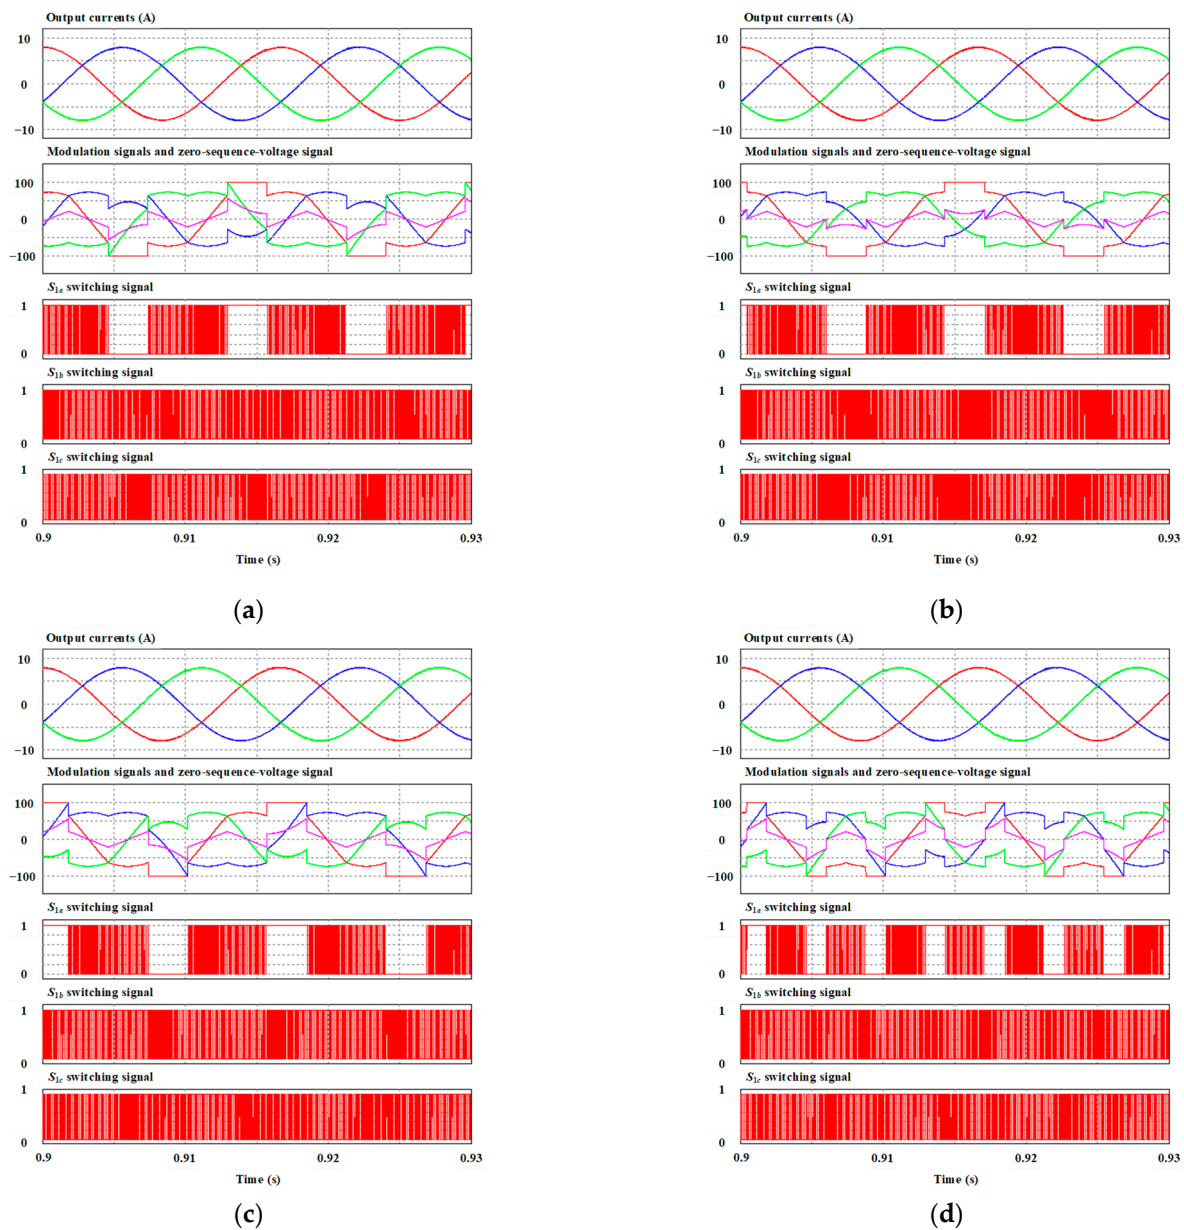 Output currents (A)
10
0
−10
Modulation signals and zero-sequence-voltage signal
100
0
−100
S1a switching signal
1
0
S1b switching signal
1
0
S1c switching signal
1
0
0.9 0.91 0.92 0.93
Time (s)
(a)
Output currents (A)
10
0
−10
Modulation signals and zero-sequence-voltage signal
100
0
−100
S1a switching signal
1
0
S1b switching signal
1
0
S1c switching signal
1
0
0.9 0.91 0.92 0.93
Time (s)
(b)
Output currents (A)
10
0
−10
Modulation signals and zero-sequence-voltage signal
100
0
−100
S1a switching signal
1
0
S1b switching signal
1
0
S1c switching signal
1
0
0.9 0.91 0.92 0.93
Time (s)
(c)
Output currents (A)
10
0
−10
Modulation signals and zero-sequence-voltage signal
100
0
−100
S1a switching signal
1
0
S1b switching signal
1
0
S1c switching signal
1
0
0.9 0.91 0.92 0.93
Time (s)
(d)